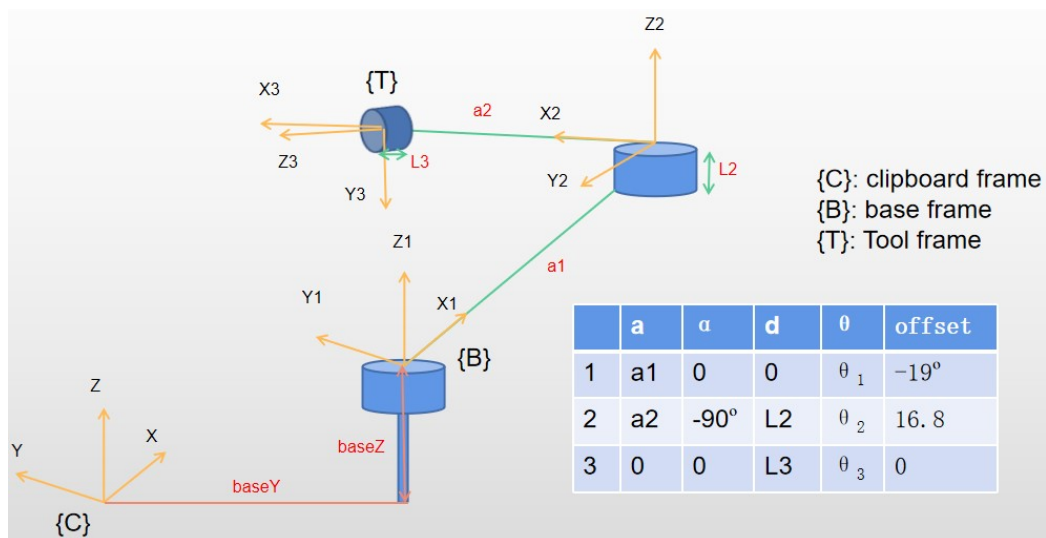 Z2
{T}
X3
a2
X2
Z3
L3
Y2
L2
Y3
{C}: clipboard frame
{B}: base frame
{T}: Tool frame
Z1
a1
Y1
X1
{B}
Z
X
Y
baseZ
baseY
{C}
a α d θ offset
1 a1 0 0 θ1 -19°
2 a2 -90° L2 θ2 16.8
3 0 0 L3 θ3 0